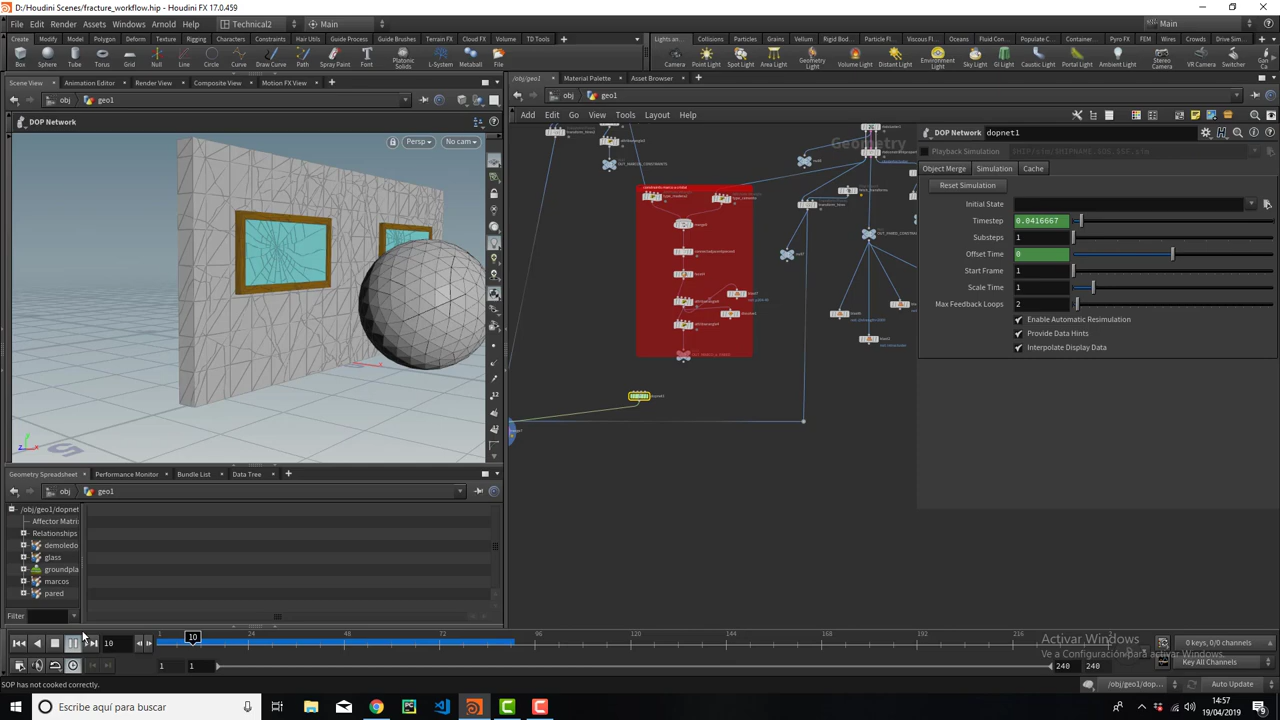 D:/Houdini Scenes/fracture_workflow.hip - Houdini FX 17.0.459
File Edit Render Assets Windows Arnold Help Technical2 Main Main
Create Modify Model Polygon Deform Texture Rigging Characters Constraints Hair Utils Guide Process Guide Brushes Terrain FX Cloud FX Volume TD Tools
Lights an... Collisions Particles Grains Vellum Rigid Bod... Particle Fl... Viscous Fl... Oceans Fluid Con... Populate C... Container... Pyro FX FEM Wires Crowds Drive Sim...
Box Sphere Tube Torus Grid Null Line Circle Curve Draw Curve Path Spray Paint Font Platonic Solids L-System Metaball File
Camera Point Light Spot Light Area Light Geometry Light Volume Light Distant Light Environment Light Sky Light GI Light Caustic Light Portal Light Ambient Light Stereo Camera VR Camera Switcher
Scene View Animation Editor Render View Composite View Motion FX View
/obj/geo1 Material Palette Asset Browser
obj geo1
obj geo1
Add Edit Go View Tools Layout Help
DOP Network
Persp No cam
Geometry
DOP Network dopnet1
Playback Simulation
Object Merge Simulation Cache
Reset Simulation
Initial State
Timestep 0.0416667
Substeps 1
Offset Time 0
Start Frame 1
Scale Time 1
Max Feedback Loops 2
Enable Automatic Resimulation
Provide Data Hints
Interpolate Display Data
dopnet1
Geometry Spreadsheet Performance Monitor Bundle List Data Tree
obj geo1
/obj/geo1/dopnet
Affector Matri
Relationships
demoledo
glass
groundpla
marcos
pared
Filter
10 1 10 24 48 72 96 120 144 168 192 216
1 1 240 240
0 keys, 0/0 channels
Key All Channels
Activar Windows
Ve a Configuración para activar Windows.
SOP has not cooked correctly.
/obj/geo1/dop... Auto Update
Escribe aquí para buscar
14:57
19/04/2019